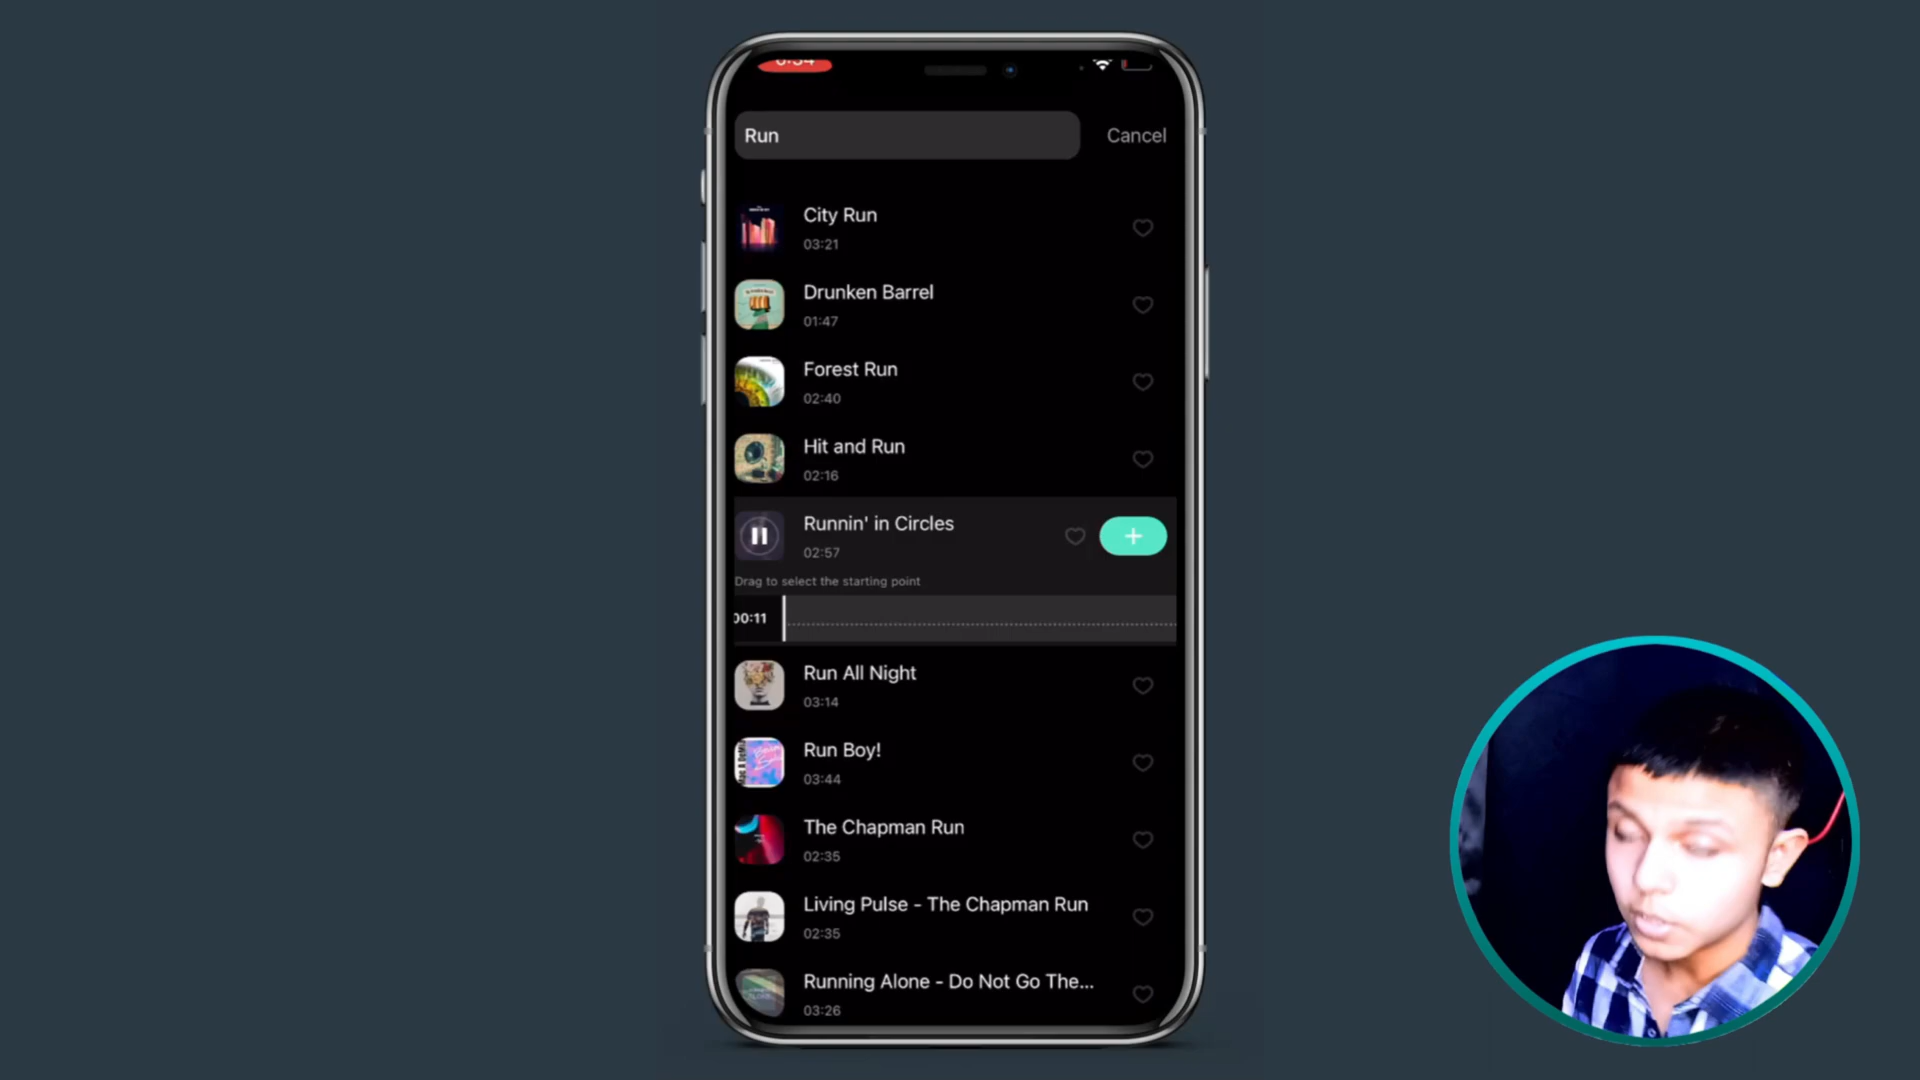 Run
Cancel
City Run
03:21
Drunken Barrel
01:47
Forest Run
02:40
Hit and Run
02:16
Runnin' in Circles
02:57
Drag to select the starting point
00:11
Run All Night
03:14
Run Boy!
03:44
The Chapman Run
02:35
Living Pulse - The Chapman Run
02:35
Running Alone - Do Not Go The...
03:26